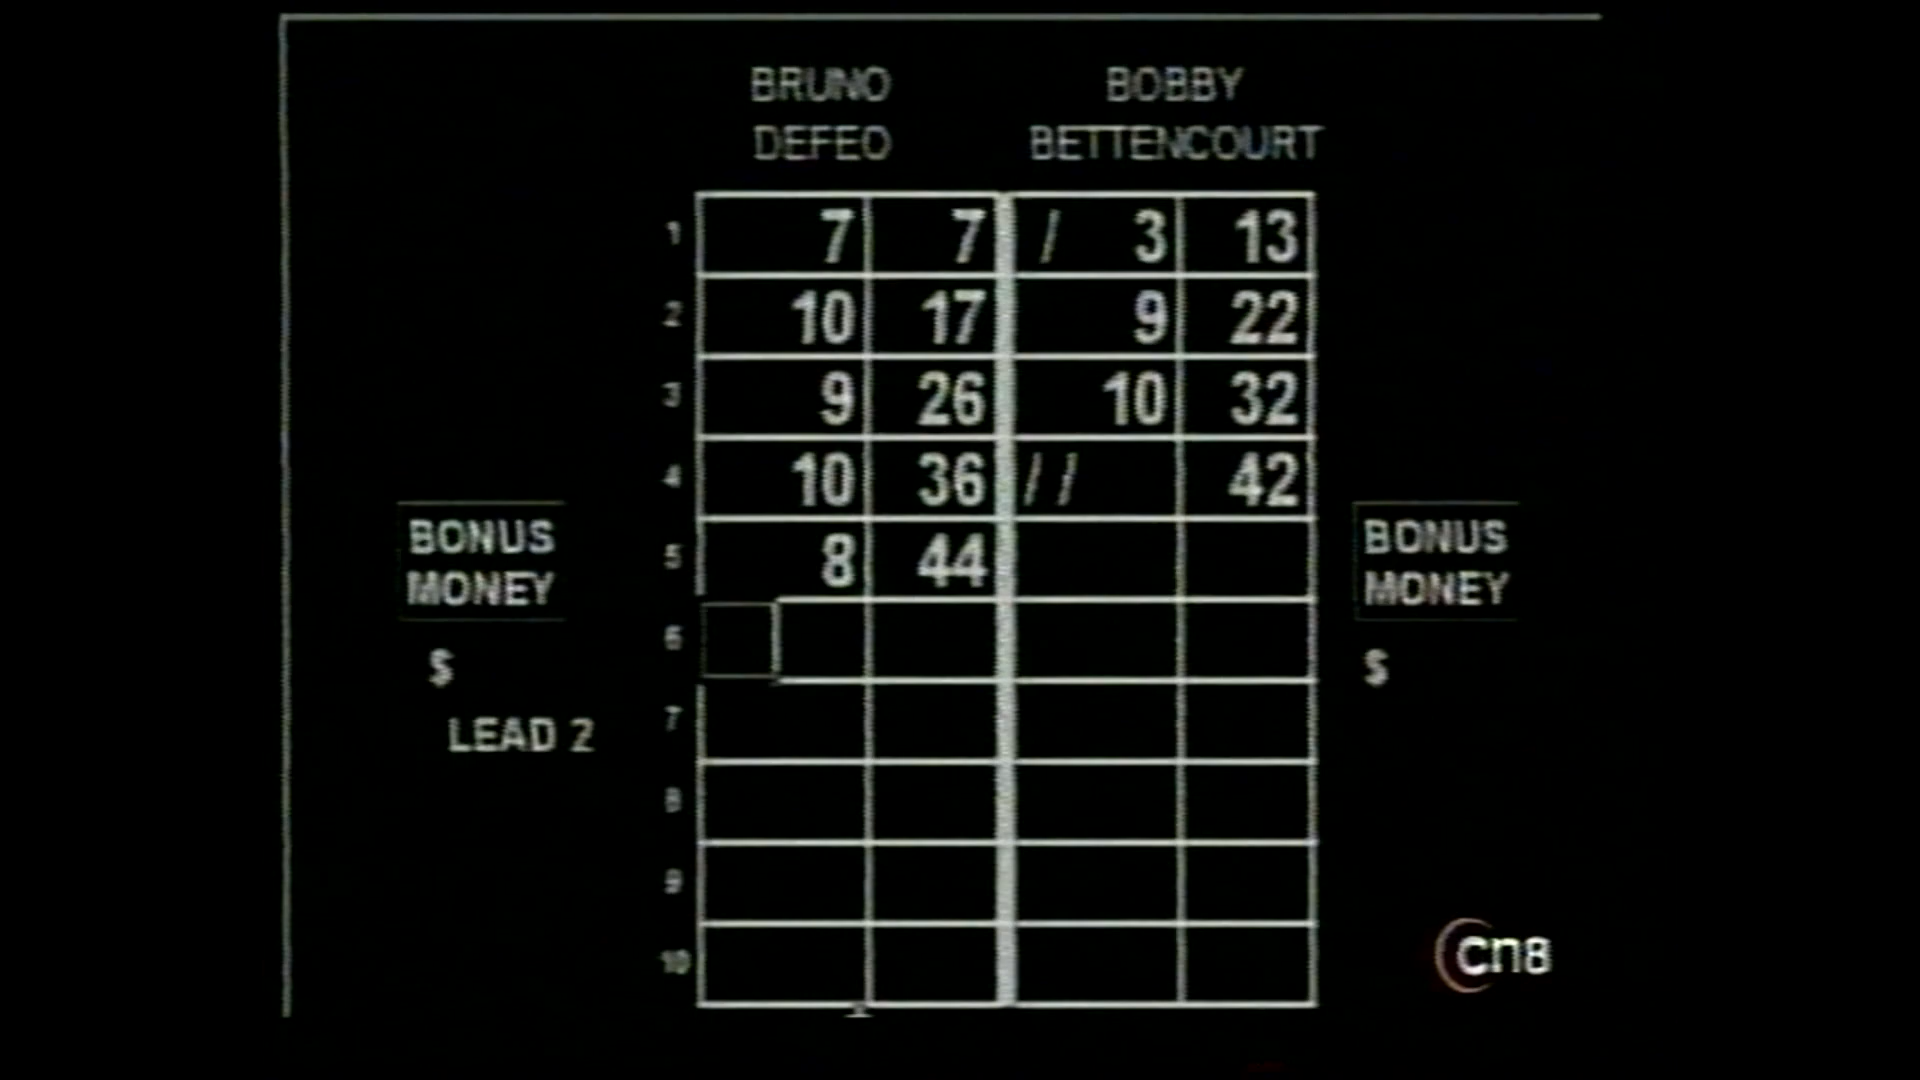 BRUNO DEFEO
BOBBY BETTENCOURT
1 7 7 / 3 13
2 10 17 9 22
3 9 26 10 32
4 10 36 // 42
5 8 44
6
7
8
9
10
BONUS
MONEY
$
LEAD 2
BONUS
MONEY
$
CN8